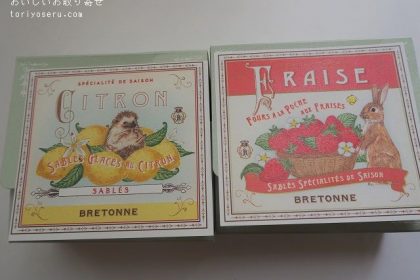 おいしいお取り寄せ
toriyoseru.com
SPÉCIALITÉ DE SAISON
CITRON
SABLÉS GLACÉS AU CITRON
SABLÉS
BRETONNE
FRAISE
FOURS À LA POCHE AUX FRAISES
SABLÉS SPÉCIALITÉS DE SAISON
BRETONNE